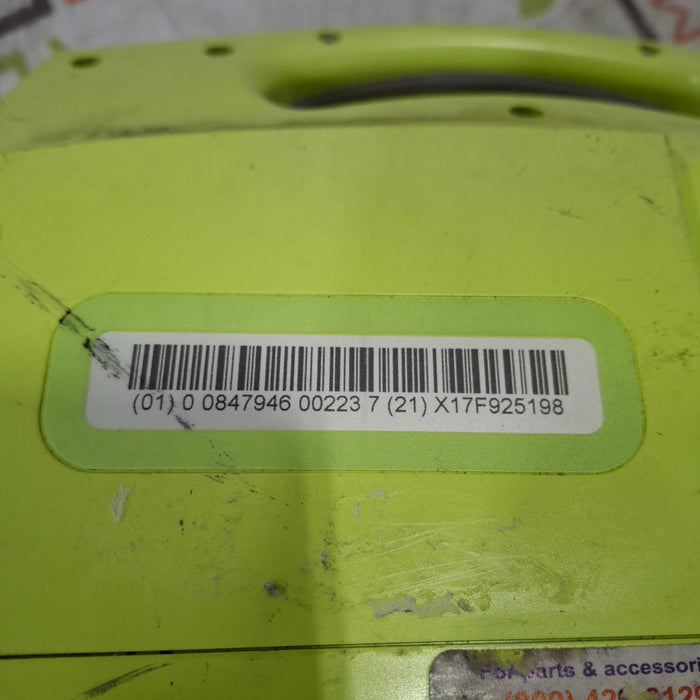 (01) 0 0847946 00223 7 (21) X17F925198
For parts & accessori